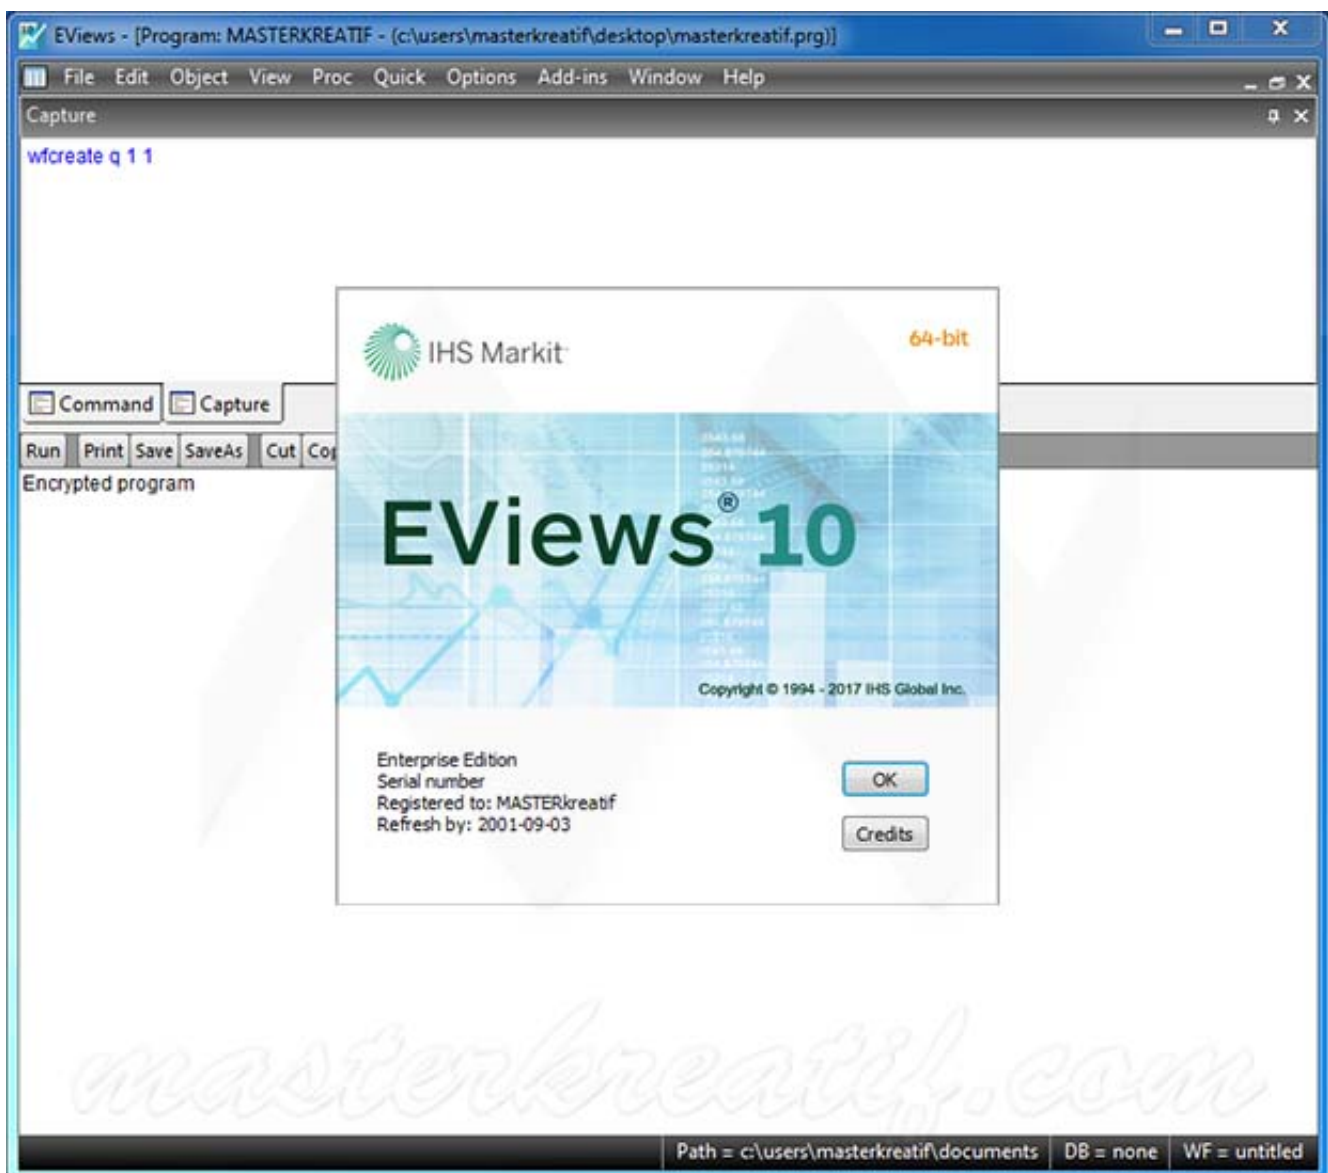 EViews - [Program: MASTERKREATIF - (c:\users\masterkreatif\desktop\masterkreatif.prg)]
File Edit Object View Proc Quick Options Add-ins Window Help
Capture
wfcreate q 1 1
IHS Markit
64-bit
Command Capture
Run Print Save SaveAs Cut Cop
Encrypted program
EViews® 10
Copyright © 1994 - 2017 IHS Global Inc.
Enterprise Edition
Serial number
Registered to: MASTERkreatif
Refresh by: 2001-09-03
OK
Credits
masterkreatif.com
Path = c:\users\masterkreatif\documents DB = none WF = untitled